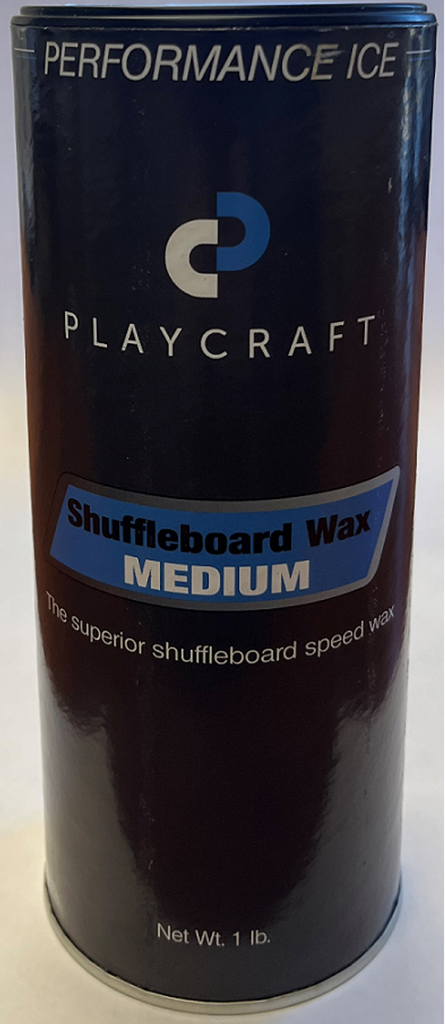 PERFORMANCE ICE
PLAYCRAFT
Shuffleboard Wax
MEDIUM
The superior shuffleboard speed wax
Net Wt. 1 lb.